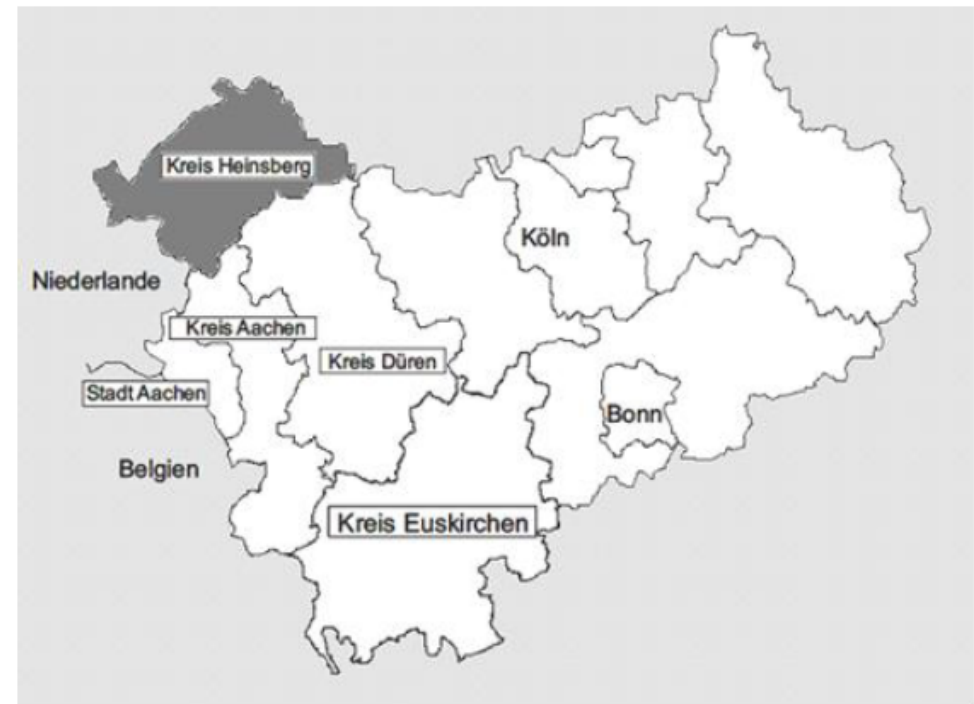 Kreis Heinsberg
Köln
Niederlande
Kreis Aachen
Kreis Düren
Stadt Aachen
Bonn
Belgien
Kreis Euskirchen